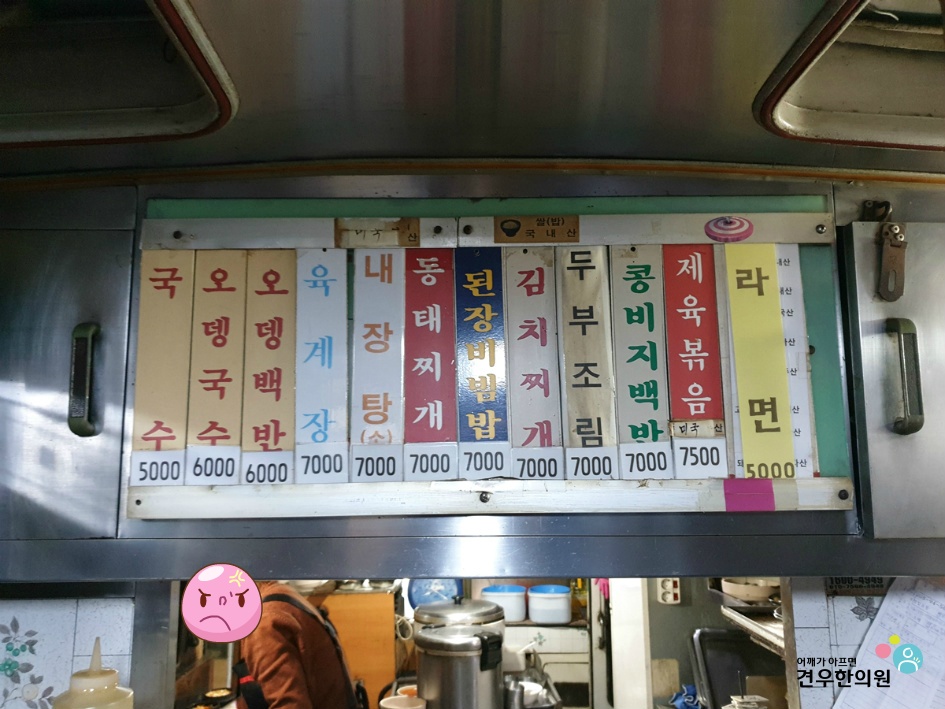 쌀(밥)
국내산
국수 5000
오뎅국수 6000
오뎅백반 6000
육계장 7000
내장탕(소) 7000
동태찌개 7000
된장비빔밥 7000
김치찌개 7000
두부조림 7000
콩비지백반 7000
제육볶음 7500
라면 5000
어깨가 아프면
견우한의원